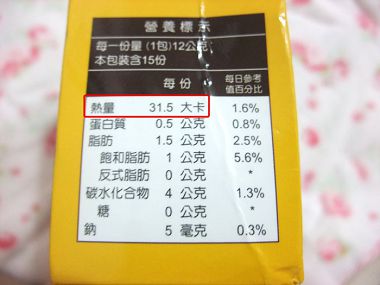 營養標示
每一份量 (1包)12公克
本包裝含15份
每份 每日參考值百分比
熱量 31.5 大卡 1.6%
蛋白質 0.5 公克 0.8%
脂肪 1.5 公克 2.5%
飽和脂肪 1 公克 5.6%
反式脂肪 0 公克 *
碳水化合物 4 公克 1.3%
糖 0 公克 *
鈉 5 毫克 0.3%